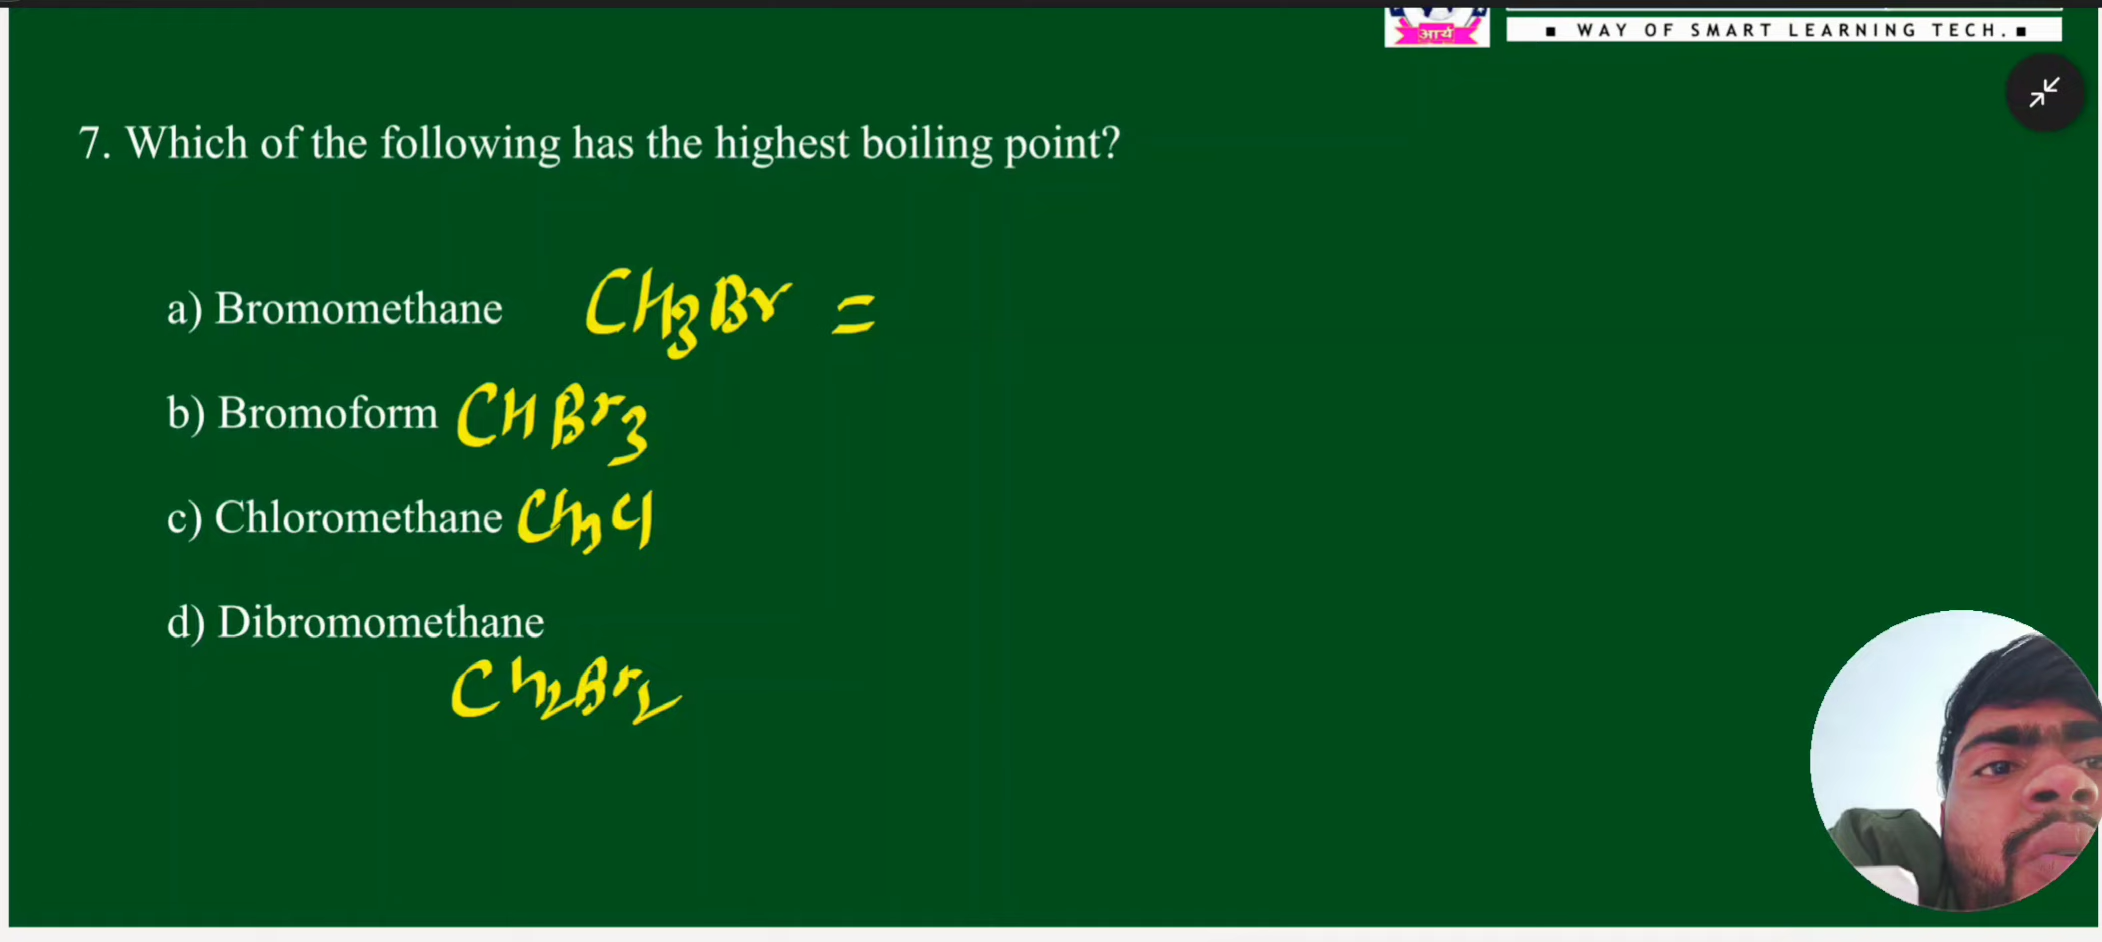 आर्य
▪ WAY OF SMART LEARNING TECH. ▪
7. Which of the following has the highest boiling point?
a) Bromomethane CH3Br =
b) Bromoform CHBr3
c) Chloromethane CH3Cl
d) Dibromomethane
CH2Br2